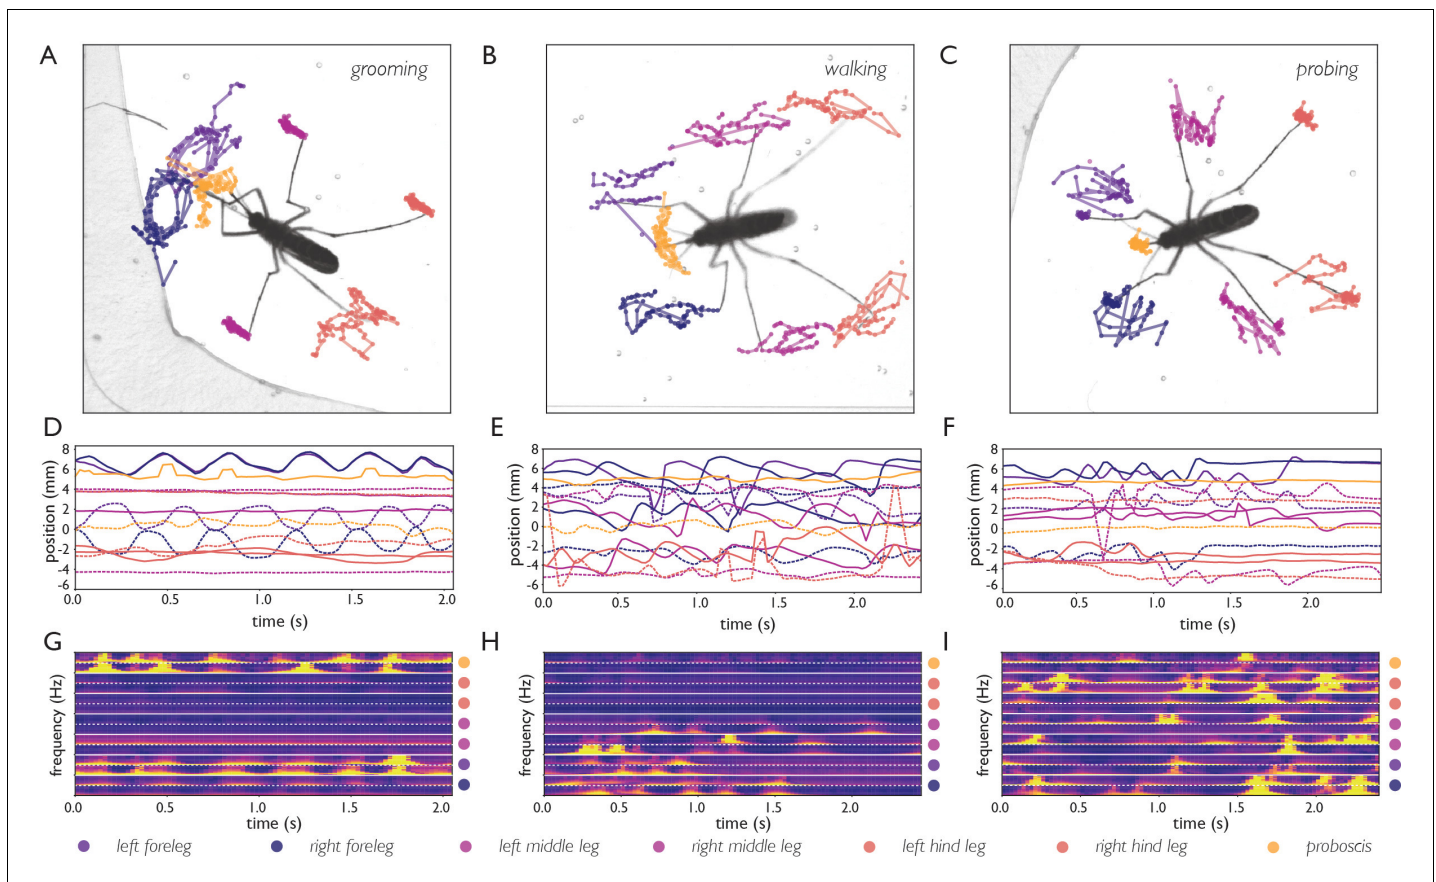 A
grooming
B
walking
C
probing
D
position (mm)
8
6
4
2
0
-2
-4
-6
0.0 0.5 1.0 1.5 2.0
time (s)
E
position (mm)
8
6
4
2
0
-2
-4
-6
0.0 0.5 1.0 1.5 2.0
time (s)
F
position (mm)
8
6
4
2
0
-2
-4
-6
0.0 0.5 1.0 1.5 2.0
time (s)
G
frequency (Hz)
0.0 0.5 1.0 1.5 2.0
time (s)
H
frequency (Hz)
0.0 0.5 1.0 1.5 2.0
time (s)
I
frequency (Hz)
0.0 0.5 1.0 1.5 2.0
time (s)
left foreleg right foreleg left middle leg right middle leg left hind leg right hind leg proboscis